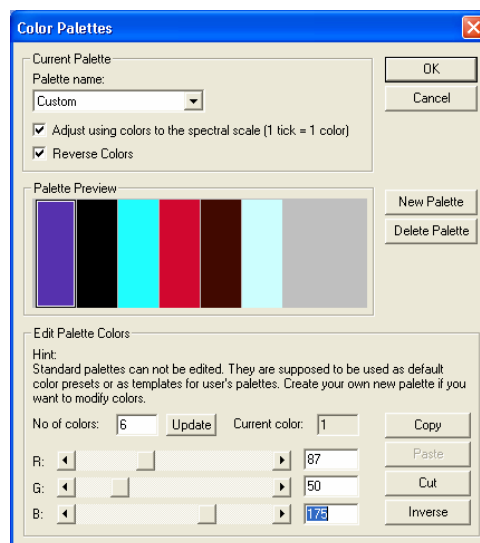 Color Palettes
Current Palette
OK
Palette name:
Custom
Cancel
Adjust using colors to the spectral scale (1 tick = 1 color)
Reverse Colors
Palette Preview
New Palette
Delete Palette
Edit Palette Colors
Hint:
Standard palettes can not be edited. They are supposed to be used as default
color presets or as templates for user's palettes. Create your own new palette if you
want to modify colors.
No of colors: 6 Update Current color: 1 Copy
R: 87 Paste
G: 50 Cut
B: 175 Inverse